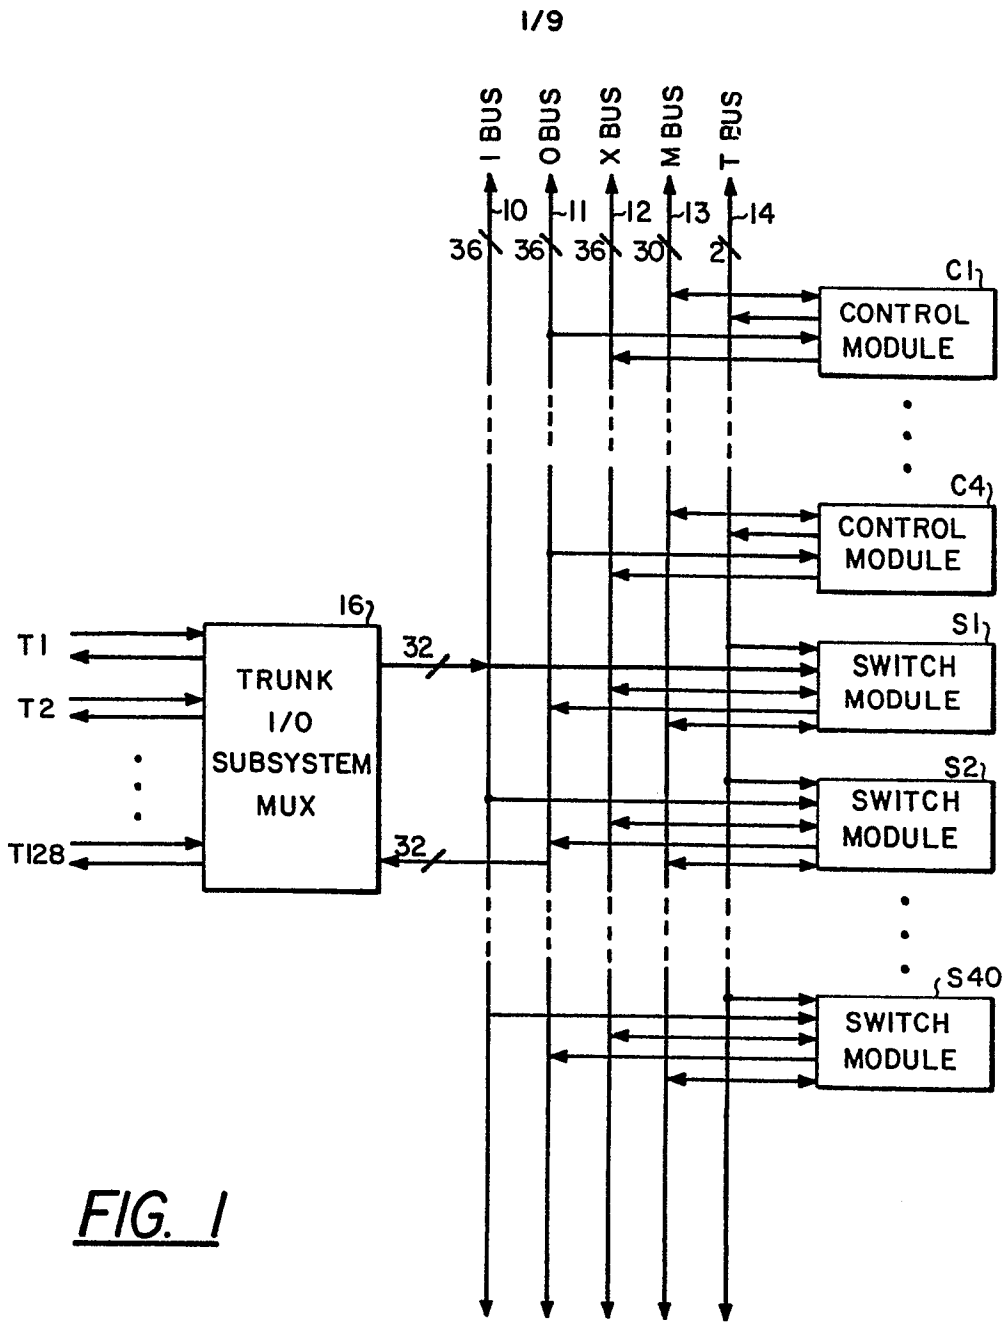 1/9
I BUS
O BUS
X BUS
M BUS
T BUS
10
11
12
13
14
36
36
36
30
2
C1
CONTROL
MODULE
C4
CONTROL
MODULE
16
T1
T2
T128
TRUNK
I/O
SUBSYSTEM
MUX
32
32
S1
SWITCH
MODULE
S2
SWITCH
MODULE
S40
SWITCH
MODULE
FIG. 1